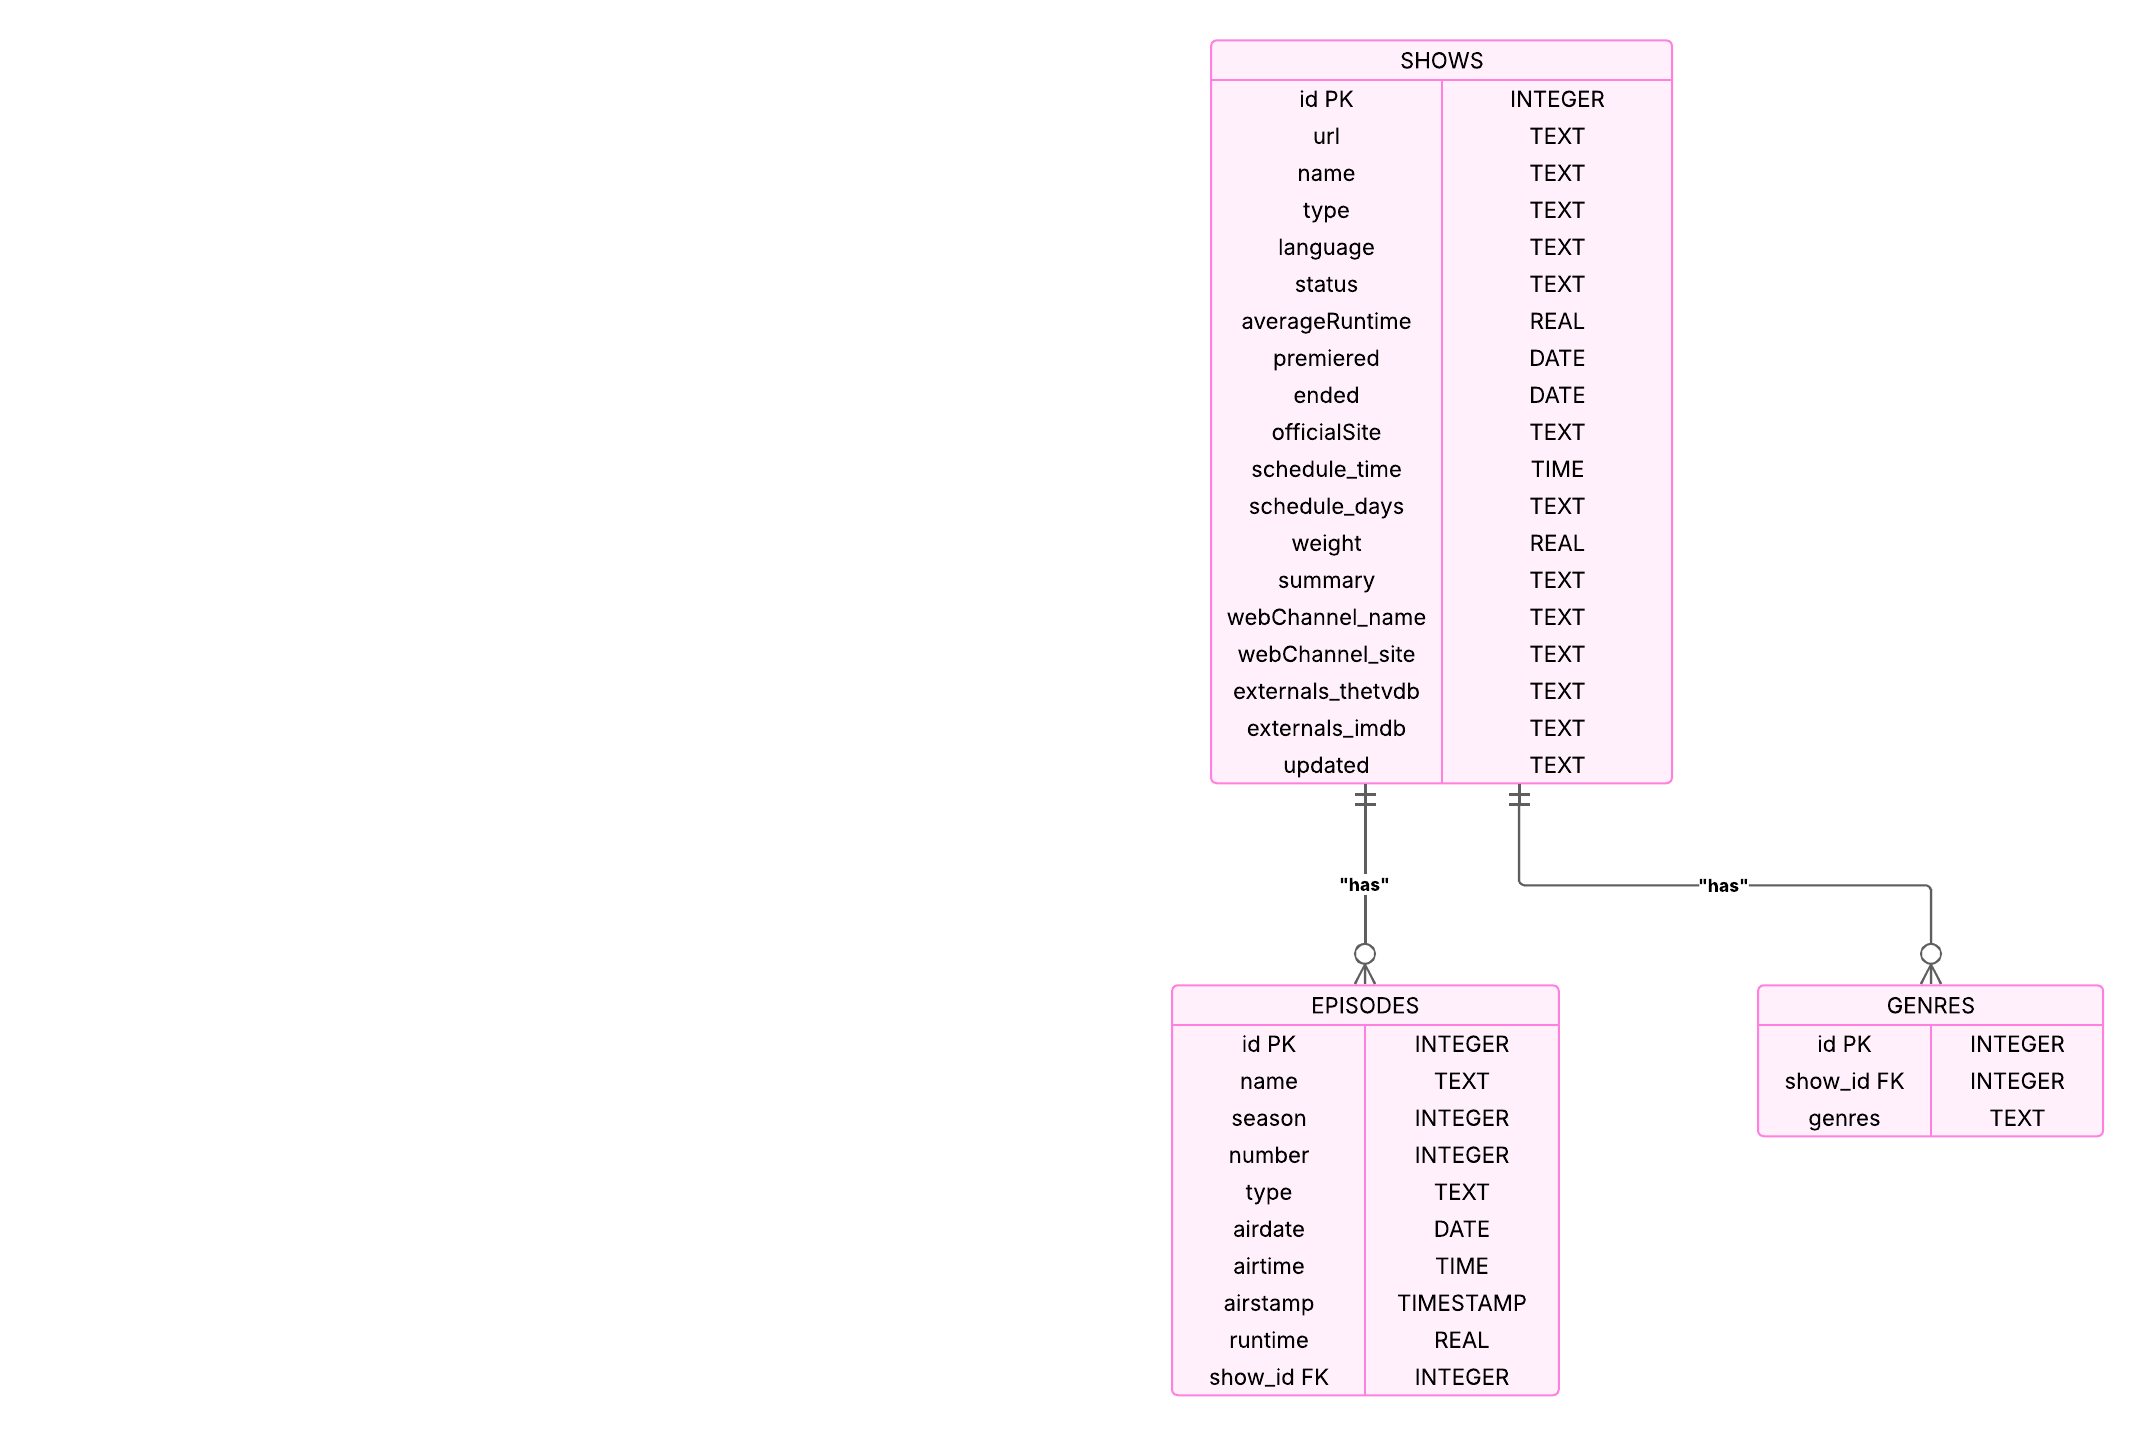 SHOWS
id PK INTEGER
url TEXT
name TEXT
type TEXT
language TEXT
status TEXT
averageRuntime REAL
premiered DATE
ended DATE
officialSite TEXT
schedule_time TIME
schedule_days TEXT
weight REAL
summary TEXT
webChannel_name TEXT
webChannel_site TEXT
externals_thetvdb TEXT
externals_imdb TEXT
updated TEXT
"has"
"has"
EPISODES
id PK INTEGER
name TEXT
season INTEGER
number INTEGER
type TEXT
airdate DATE
airtime TIME
airstamp TIMESTAMP
runtime REAL
show_id FK INTEGER
GENRES
id PK INTEGER
show_id FK INTEGER
genres TEXT